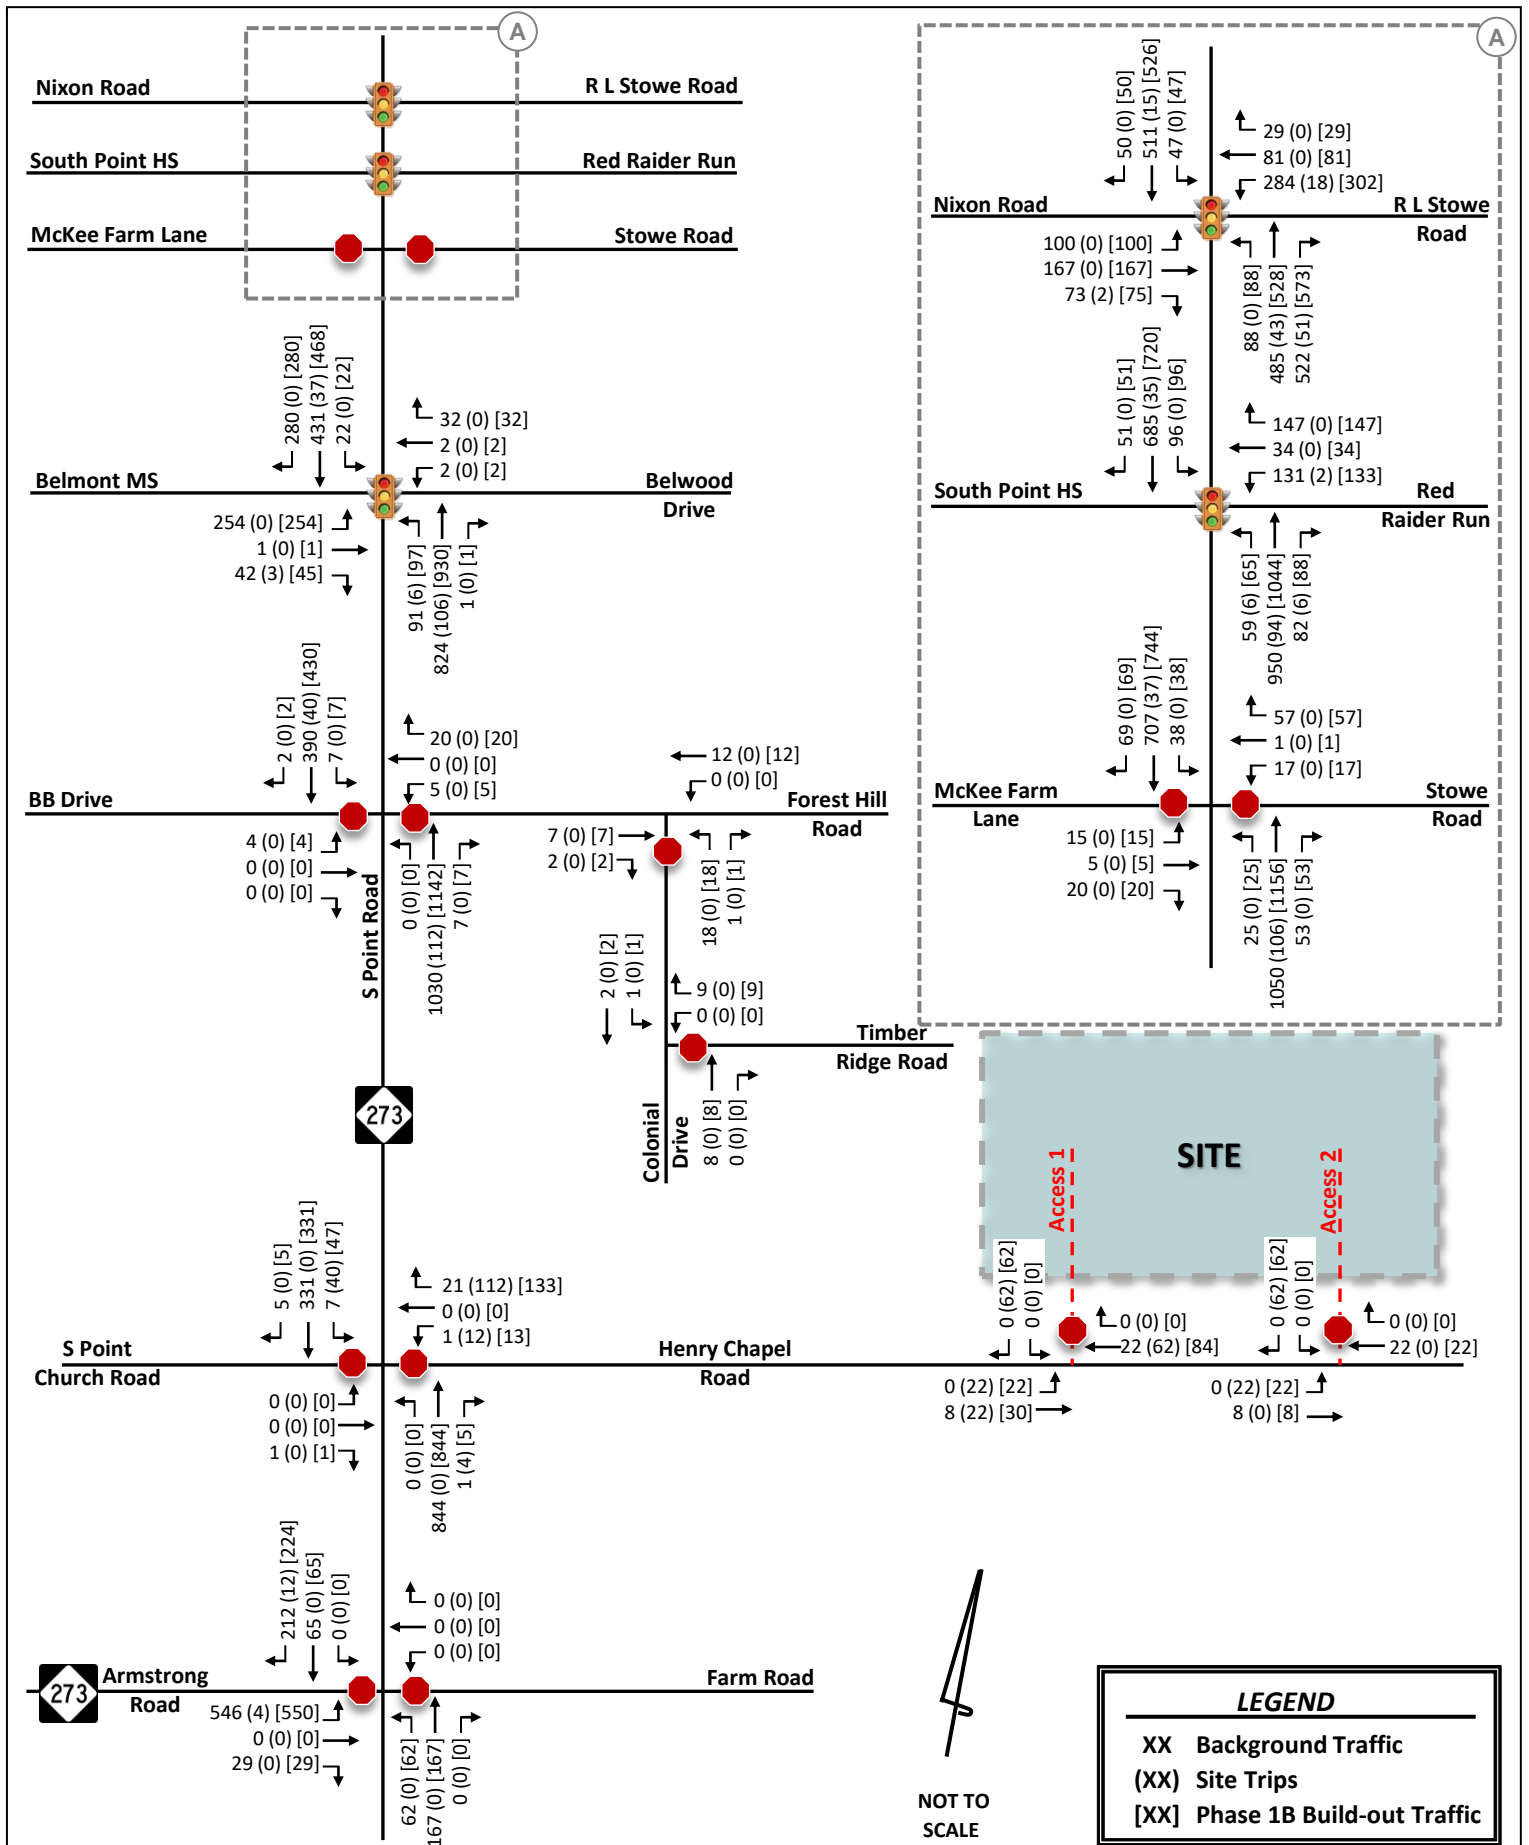 A
Nixon Road
R L Stowe Road
South Point HS
Red Raider Run
McKee Farm Lane
Stowe Road
280 (0) [280]
431 (37) [468]
22 (0) [22]
32 (0) [32]
2 (0) [2]
2 (0) [2]
Belmont MS
Belwood
Drive
254 (0) [254]
1 (0) [1]
42 (3) [45]
91 (6) [97]
824 (106) [930]
1 (0) [1]
2 (0) [2]
390 (40) [430]
7 (0) [7]
20 (0) [20]
0 (0) [0]
5 (0) [5]
BB Drive
4 (0) [4]
0 (0) [0]
0 (0) [0]
0 (0) [0]
1030 (112) [1142]
7 (0) [7]
S Point Road
12 (0) [12]
0 (0) [0]
Forest Hill
Road
7 (0) [7]
2 (0) [2]
18 (0) [18]
1 (0) [1]
2 (0) [2]
1 (0) [1]
9 (0) [9]
0 (0) [0]
Timber
Ridge Road
8 (0) [8]
0 (0) [0]
Colonial
Drive
273
5 (0) [5]
331 (0) [331]
7 (40) [47]
21 (112) [133]
0 (0) [0]
1 (12) [13]
S Point
Church Road
Henry Chapel
Road
0 (0) [0]
0 (0) [0]
1 (0) [1]
0 (0) [0]
844 (0) [844]
1 (4) [5]
212 (12) [224]
65 (0) [65]
0 (0) [0]
0 (0) [0]
0 (0) [0]
0 (0) [0]
273
Armstrong
Road
Farm Road
546 (4) [550]
0 (0) [0]
29 (0) [29]
62 (0) [62]
167 (0) [167]
0 (0) [0]
A
50 (0) [50]
511 (15) [526]
47 (0) [47]
29 (0) [29]
81 (0) [81]
284 (18) [302]
Nixon Road
R L Stowe
Road
100 (0) [100]
167 (0) [167]
73 (2) [75]
88 (0) [88]
485 (43) [528]
522 (51) [573]
51 (0) [51]
685 (35) [720]
96 (0) [96]
147 (0) [147]
34 (0) [34]
131 (2) [133]
South Point HS
Red
Raider Run
59 (6) [65]
950 (94) [1044]
82 (6) [88]
69 (0) [69]
707 (37) [744]
38 (0) [38]
57 (0) [57]
1 (0) [1]
17 (0) [17]
McKee Farm
Lane
Stowe
Road
15 (0) [15]
5 (0) [5]
20 (0) [20]
25 (0) [25]
1050 (106) [1156]
53 (0) [53]
SITE
Access 1
Access 2
0 (62) [62]
0 (0) [0]
0 (0) [0]
22 (62) [84]
0 (22) [22]
8 (22) [30]
0 (62) [62]
0 (0) [0]
0 (0) [0]
22 (0) [22]
0 (22) [22]
8 (0) [8]
NOT TO
SCALE
LEGEND
XX Background Traffic
(XX) Site Trips
[XX] Phase 1B Build-out Traffic